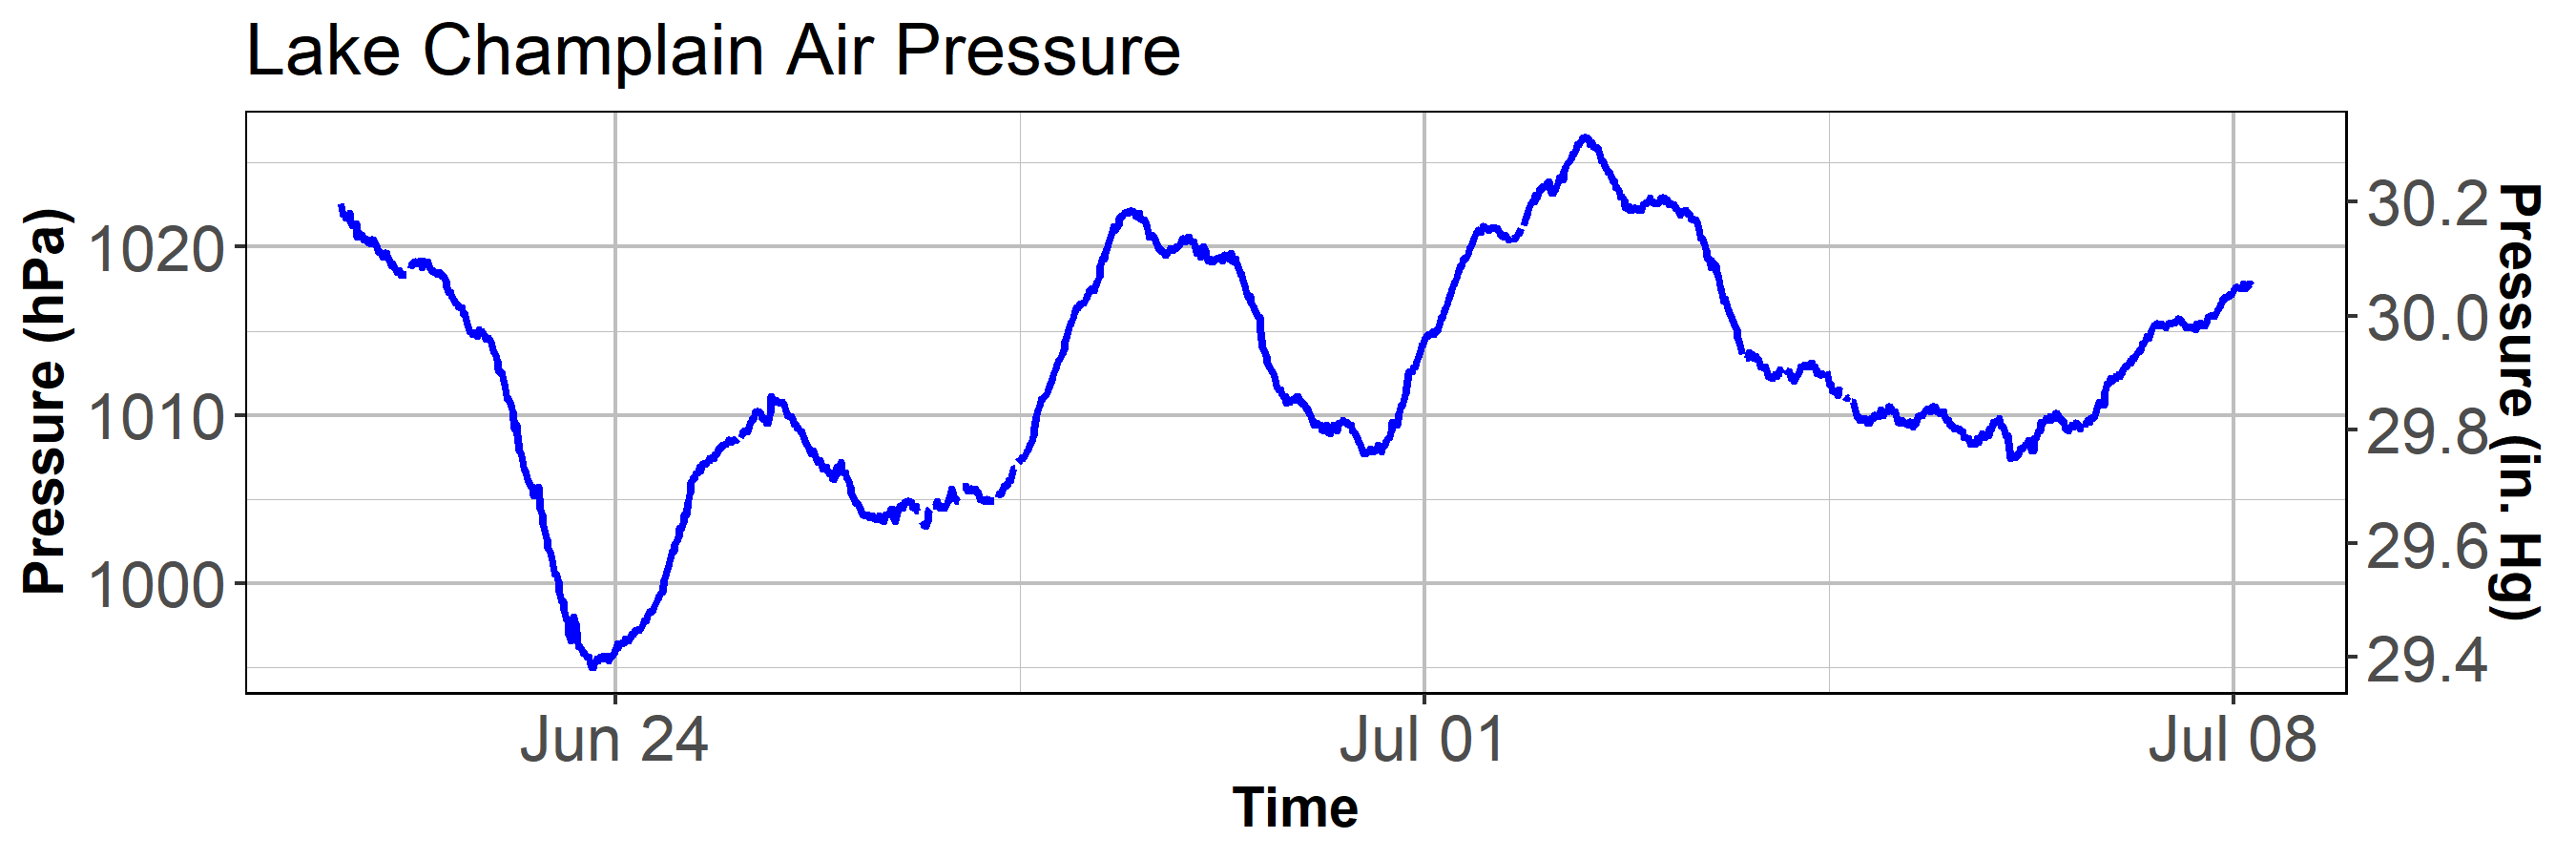 Lake Champlain Air Pressure
Pressure (hPa)
1020
1010
1000
30.2
30.0
29.8
29.6
29.4
Pressure (in. Hg)
Jun 24
Jul 01
Jul 08
Time